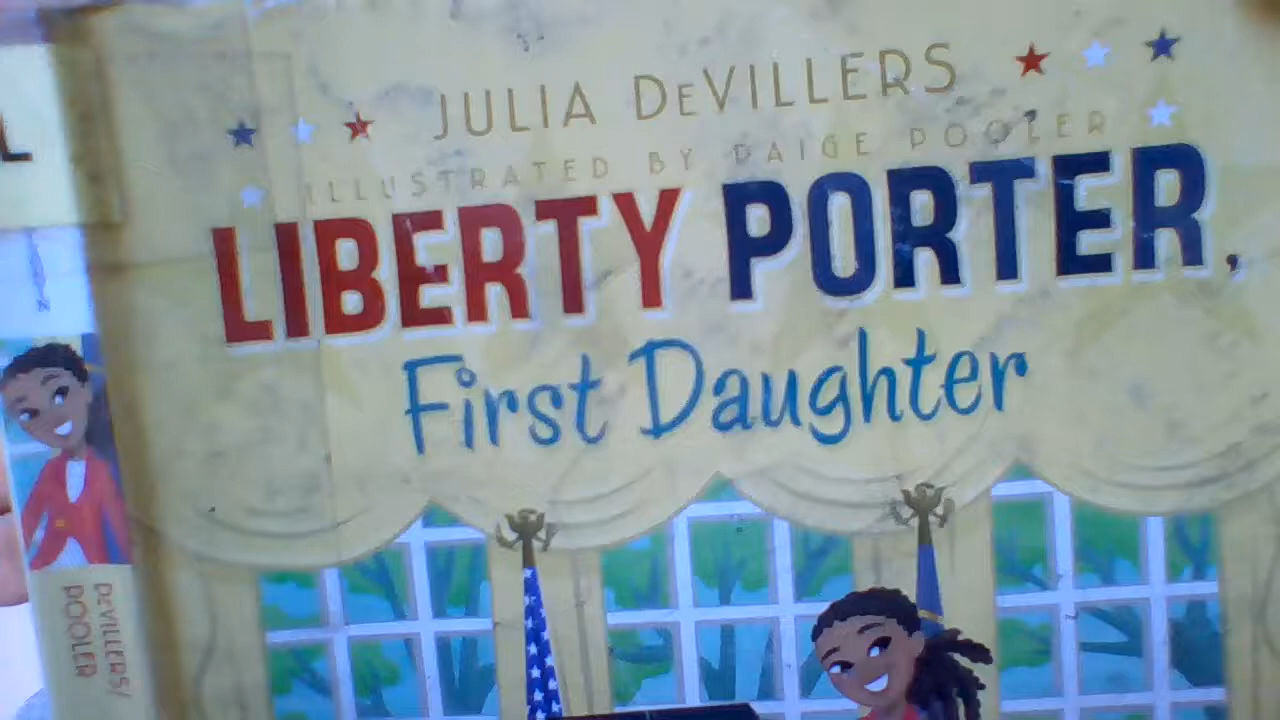 JULIA DEVILLERS
ILLUSTRATED BY PAIGE POOLER
LIBERTY PORTER,
First Daughter
DEVILLERS/
POOLER
L